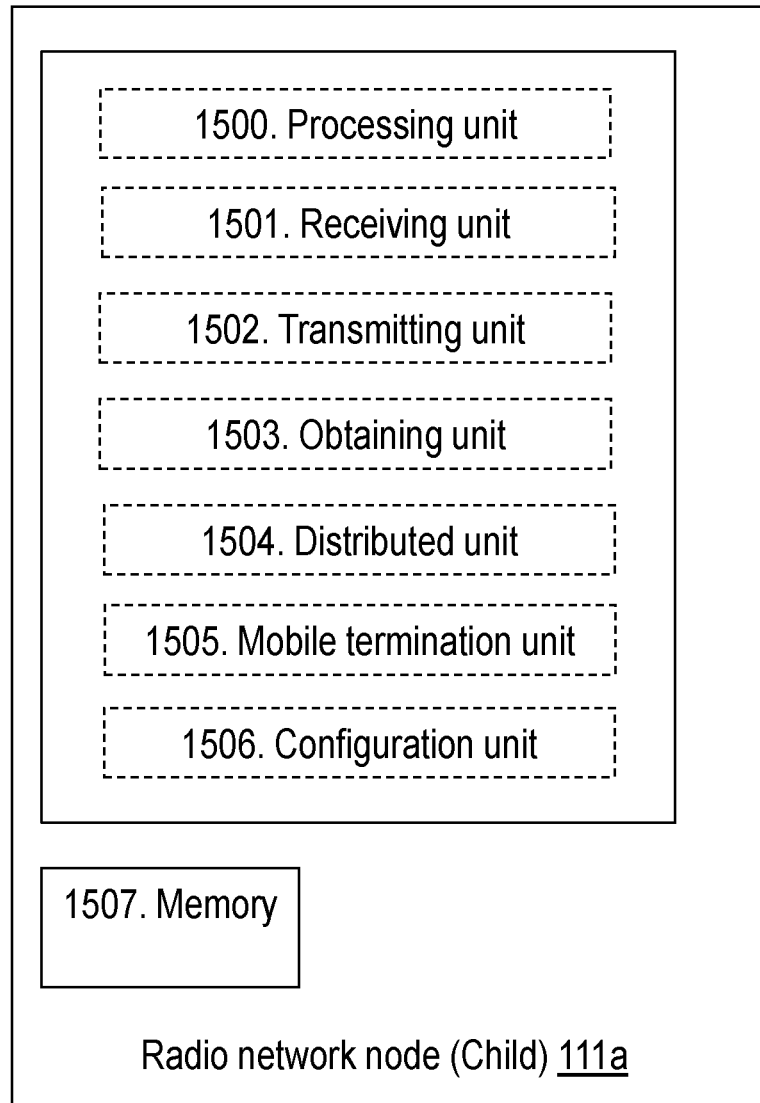 1500. Processing unit
1501. Receiving unit
1502. Transmitting unit
1503. Obtaining unit
1504. Distributed unit
1505. Mobile termination unit
1506. Configuration unit
1507. Memory
Radio network node (Child) 111a